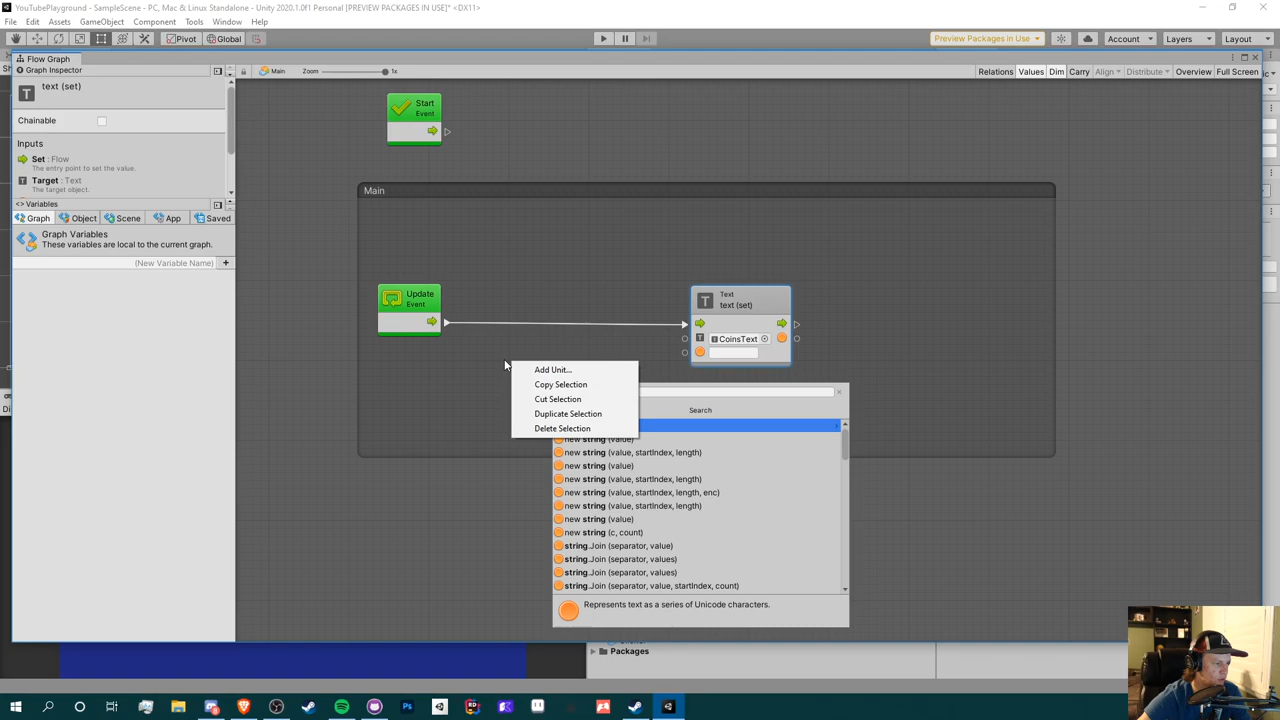 YouTubePlayground - SampleScene - PC, Mac & Linux Standalone - Unity 2020.1.0f1 Personal [PREVIEW PACKAGES IN USE]* <DX11>
File Edit Assets GameObject Component Tools Window Help
Pivot Global Preview Packages in Use Account Layers Layout
Flow Graph
Graph Inspector Main Zoom 1x Relations Values Dim Carry Align Distribute Overview Full Screen
text (set)
Chainable
Inputs
Set : Flow
The entry point to set the value.
Target : Text
The target object.
<> Variables
Graph Object Scene App Saved
Graph Variables
These variables are local to the current graph.
(New Variable Name) +
Start
Event
Main
Update
Event
Text
text (set)
CoinsText
Add Unit...
Copy Selection
Cut Selection
Duplicate Selection
Delete Selection
Search
new string (value)
new string (value, startIndex, length)
new string (value)
new string (value, startIndex, length)
new string (value, startIndex, length, enc)
new string (value, startIndex, length)
new string (value)
new string (c, count)
string.Join (separator, value)
string.Join (separator, values)
string.Join (separator, values)
string.Join (separator, value, startIndex, count)
Represents text as a series of Unicode characters.
Packages